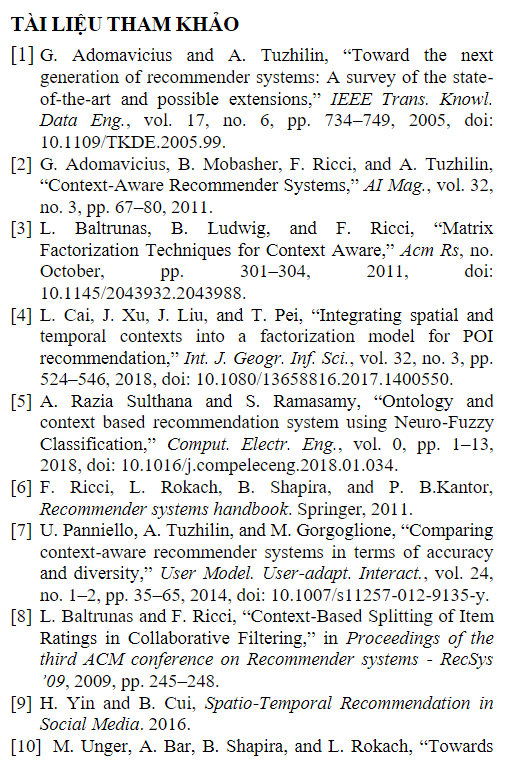 TÀI LIỆU THAM KHẢO
[1] G. Adomavicius and A. Tuzhilin, “Toward the next
generation of recommender systems: A survey of the state-
of-the-art and possible extensions,” IEEE Trans. Knowl.
Data Eng., vol. 17, no. 6, pp. 734–749, 2005, doi:
10.1109/TKDE.2005.99.
[2] G. Adomavicius, B. Mobasher, F. Ricci, and A. Tuzhilin,
“Context-Aware Recommender Systems,” AI Mag., vol. 32,
no. 3, pp. 67–80, 2011.
[3] L. Baltrunas, B. Ludwig, and F. Ricci, “Matrix
Factorization Techniques for Context Aware,” Acm Rs, no.
October, pp. 301–304, 2011, doi:
10.1145/2043932.2043988.
[4] L. Cai, J. Xu, J. Liu, and T. Pei, “Integrating spatial and
temporal contexts into a factorization model for POI
recommendation,” Int. J. Geogr. Inf. Sci., vol. 32, no. 3, pp.
524–546, 2018, doi: 10.1080/13658816.2017.1400550.
[5] A. Razia Sulthana and S. Ramasamy, “Ontology and
context based recommendation system using Neuro-Fuzzy
Classification,” Comput. Electr. Eng., vol. 0, pp. 1–13,
2018, doi: 10.1016/j.compeleceng.2018.01.034.
[6] F. Ricci, L. Rokach, B. Shapira, and P. B.Kantor,
Recommender systems handbook. Springer, 2011.
[7] U. Panniello, A. Tuzhilin, and M. Gorgoglione, “Comparing
context-aware recommender systems in terms of accuracy
and diversity,” User Model. User-adapt. Interact., vol. 24,
no. 1–2, pp. 35–65, 2014, doi: 10.1007/s11257-012-9135-y.
[8] L. Baltrunas and F. Ricci, “Context-Based Splitting of Item
Ratings in Collaborative Filtering,” in Proceedings of the
third ACM conference on Recommender systems - RecSys
’09, 2009, pp. 245–248.
[9] H. Yin and B. Cui, Spatio-Temporal Recommendation in
Social Media. 2016.
[10] M. Unger, A. Bar, B. Shapira, and L. Rokach, “Towards